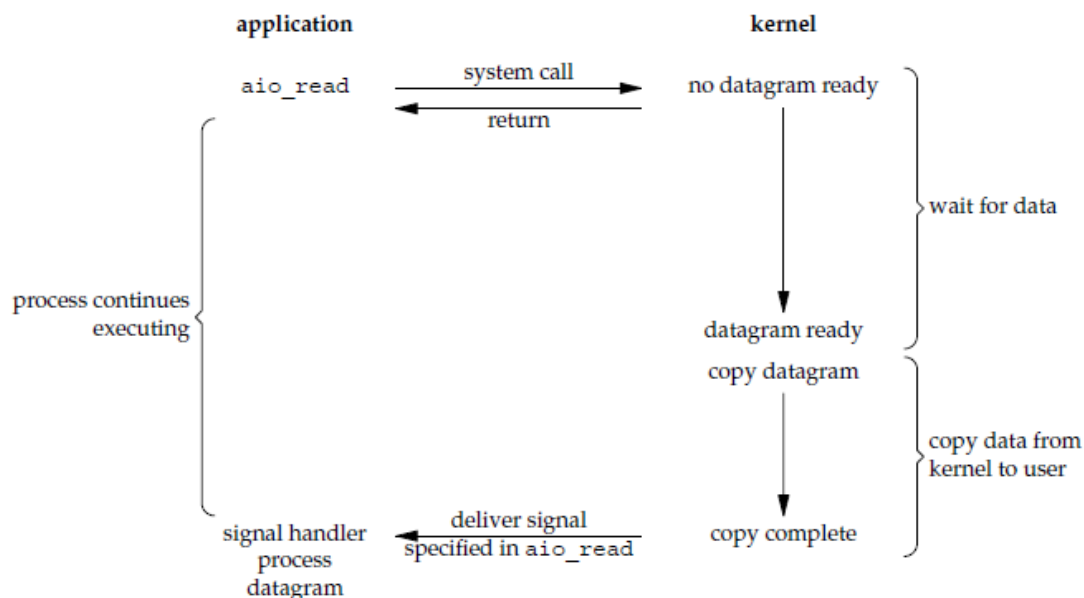 application
kernel
aio_read
system call
no datagram ready
return
wait for data
process continues
executing
datagram ready
copy datagram
copy data from
kernel to user
signal handler
deliver signal
copy complete
process
specified in aio_read
datagram